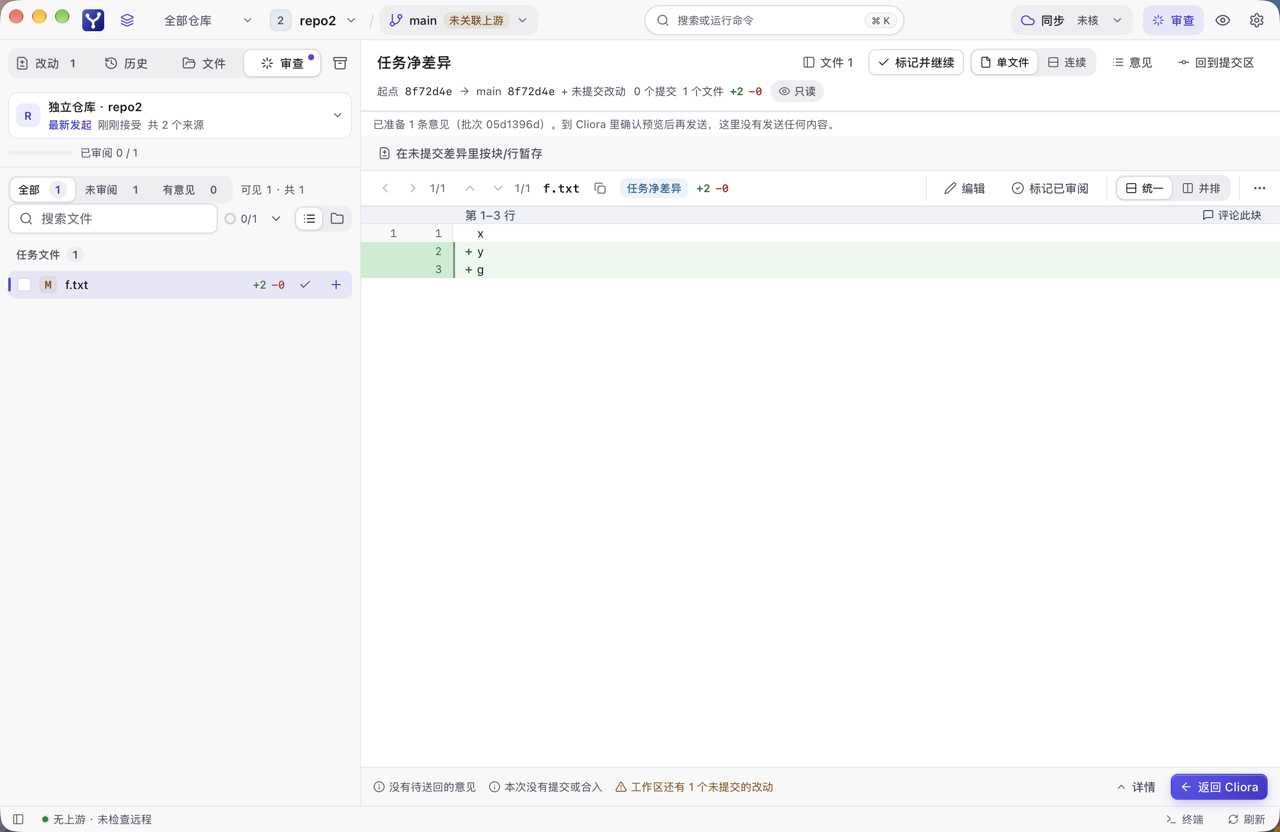 全部仓库 2 repo2 / main 未关联上游 搜索或运行命令 ⌘ K 同步 未核 审查
改动 1 历史 文件 审查
R 独立仓库 · repo2
最新发起 刚刚接受 共 2 个来源
已审阅 0 / 1
全部 1 未审阅 1 有意见 0 可见 1 · 共 1
搜索文件 0/1
任务文件 1
M f.txt +2 −0
任务净差异 文件 1 标记并继续 单文件 连续 意见 回到提交区
起点 8f72d4e → main 8f72d4e + 未提交改动 0 个提交 1 个文件 +2 −0 只读
已准备 1 条意见（批次 05d1396d）。到 Cliora 里确认预览后再发送，这里没有发送任何内容。
在未提交差异里按块/行暂存
1/1 1/1 f.txt 任务净差异 +2 −0 编辑 标记已审阅 统一 并排
第 1–3 行 评论此块
1 1 x
2 + y
3 + g
没有待送回的意见 本次没有提交或合入 工作区还有 1 个未提交的改动 详情 返回 Cliora
无上游 · 未检查远程 终端 刷新